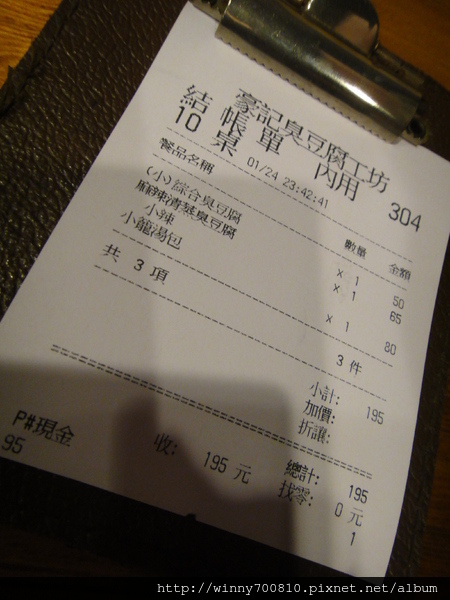 豪記臭豆腐工坊
結帳單 內用 304
10 桌 01/24 23:42:41
餐品名稱 數量 金額
(小)綜合臭豆腐 x 1 50
麻辣清蒸臭豆腐 x 1 65
小辣
小籠湯包 x 1 80
共 3 項 3 件
小計: 195
加價:
折讓:
總計: 195
P#現金 收: 195 元 找零: 0 元
95 1
http://winny700810.pixnet.net/album